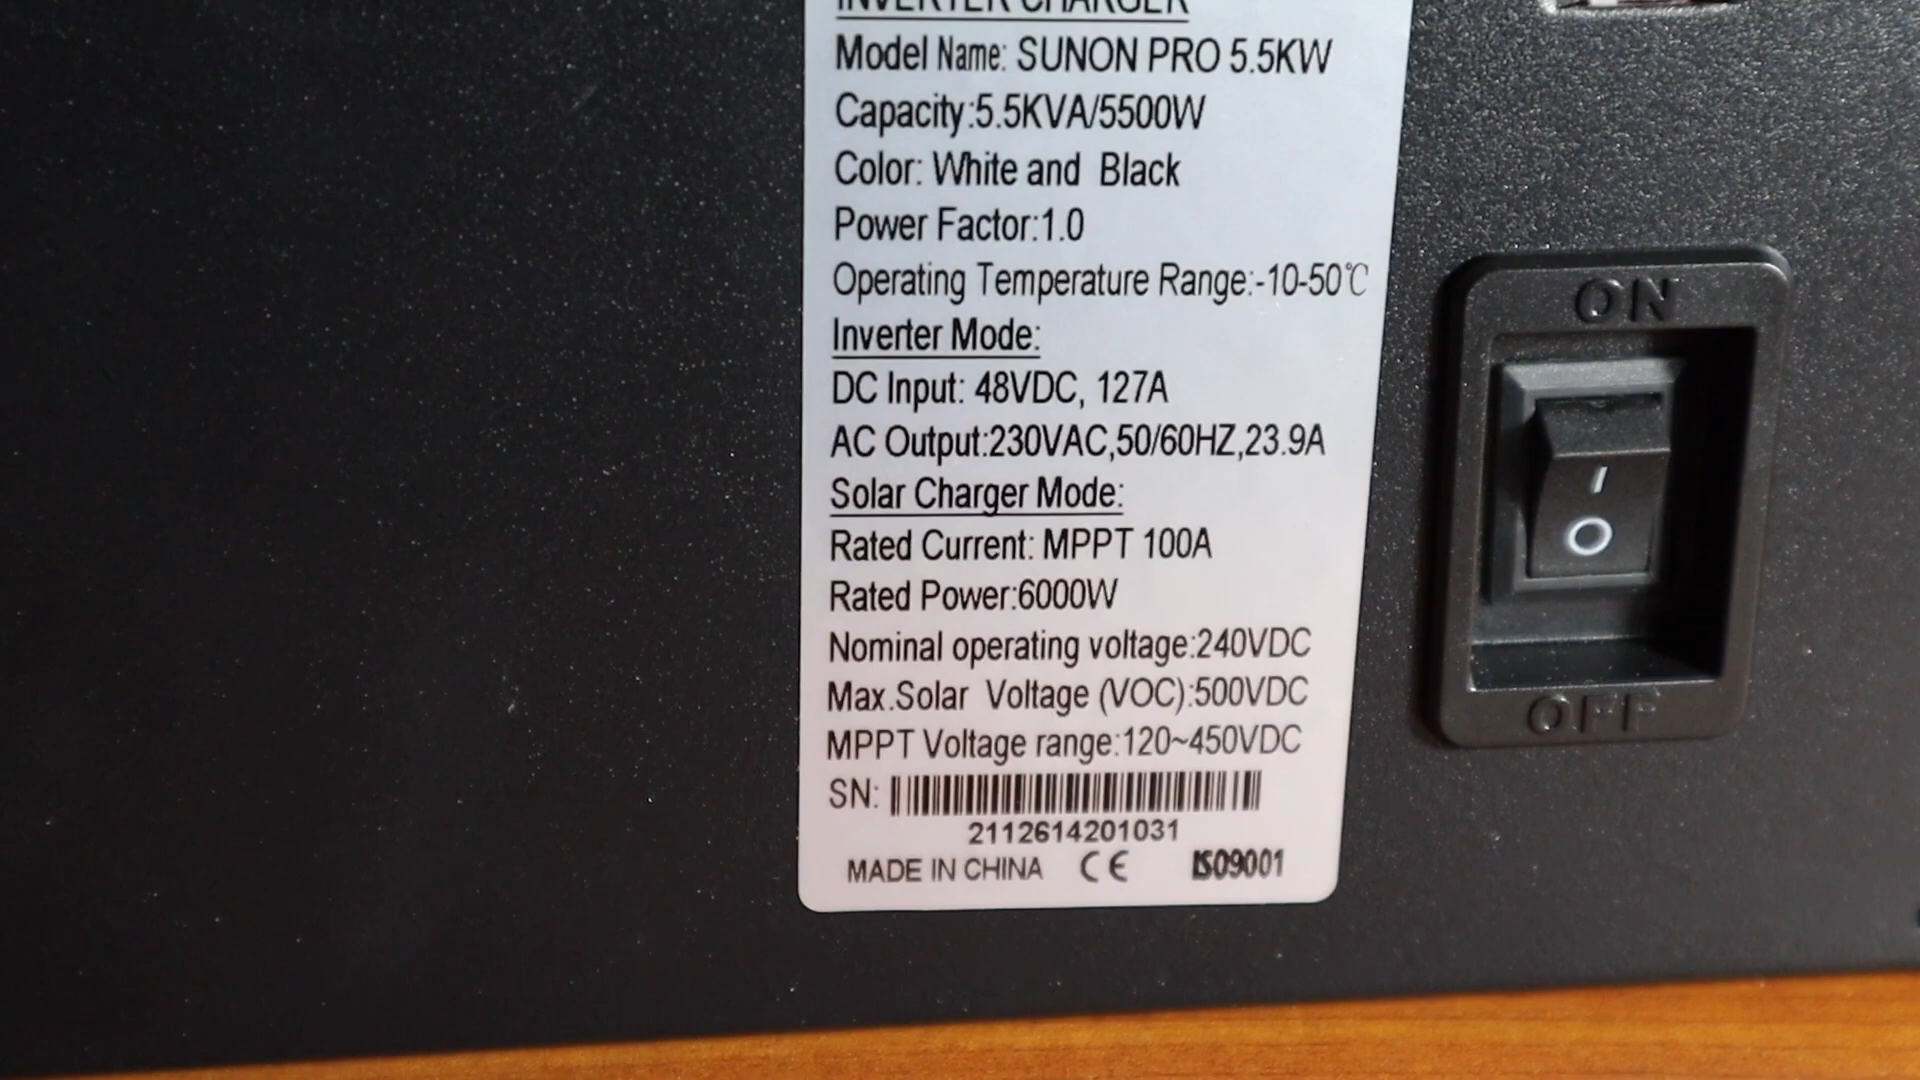 INVERTER CHARGER
Model Name: SUNON PRO 5.5KW
Capacity:5.5KVA/5500W
Color: White and Black
Power Factor:1.0
Operating Temperature Range:-10-50℃
Inverter Mode:
DC Input: 48VDC, 127A
AC Output:230VAC,50/60HZ,23.9A
Solar Charger Mode:
Rated Current: MPPT 100A
Rated Power:6000W
Nominal operating voltage:240VDC
Max.Solar Voltage (VOC):500VDC
MPPT Voltage range:120~450VDC
SN:
2112614201031
MADE IN CHINA CE ISO9001
ON
I
O
OFF